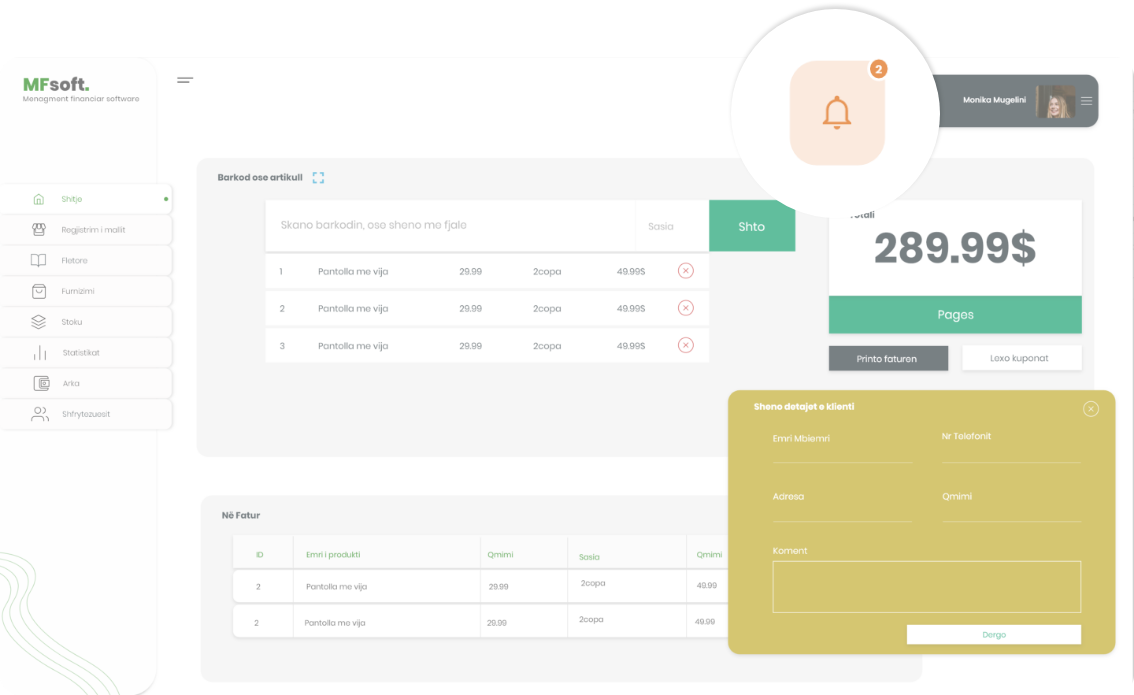 MFsoft.
Menagment financiar software
2
Monika Mugelini
Shitje
Regjistrim i mallit
Fletore
Furnizimi
Stoku
Statistikat
Arka
Shfrytezuesit
Barkod ose artikull
Skano barkodin, ose sheno me fjale
Sasia
Shto
1 Pantolla me vija 29.99 2copa 49.99$
2 Pantolla me vija 29.99 2copa 49.99$
3 Pantolla me vija 29.99 2copa 49.99$
289.99$
Pages
Printo faturen
Lexo kuponat
Sheno detajet e klienti
Emri Mbiemri
Nr Telefonit
Adresa
Qmimi
Koment
Dergo
Në Fatur
ID Emri i produkti Qmimi Sasia Qmimi
2 Pantolla me vija 29.99 2copa 49.99
2 Pantolla me vija 29.99 2copa 49.99